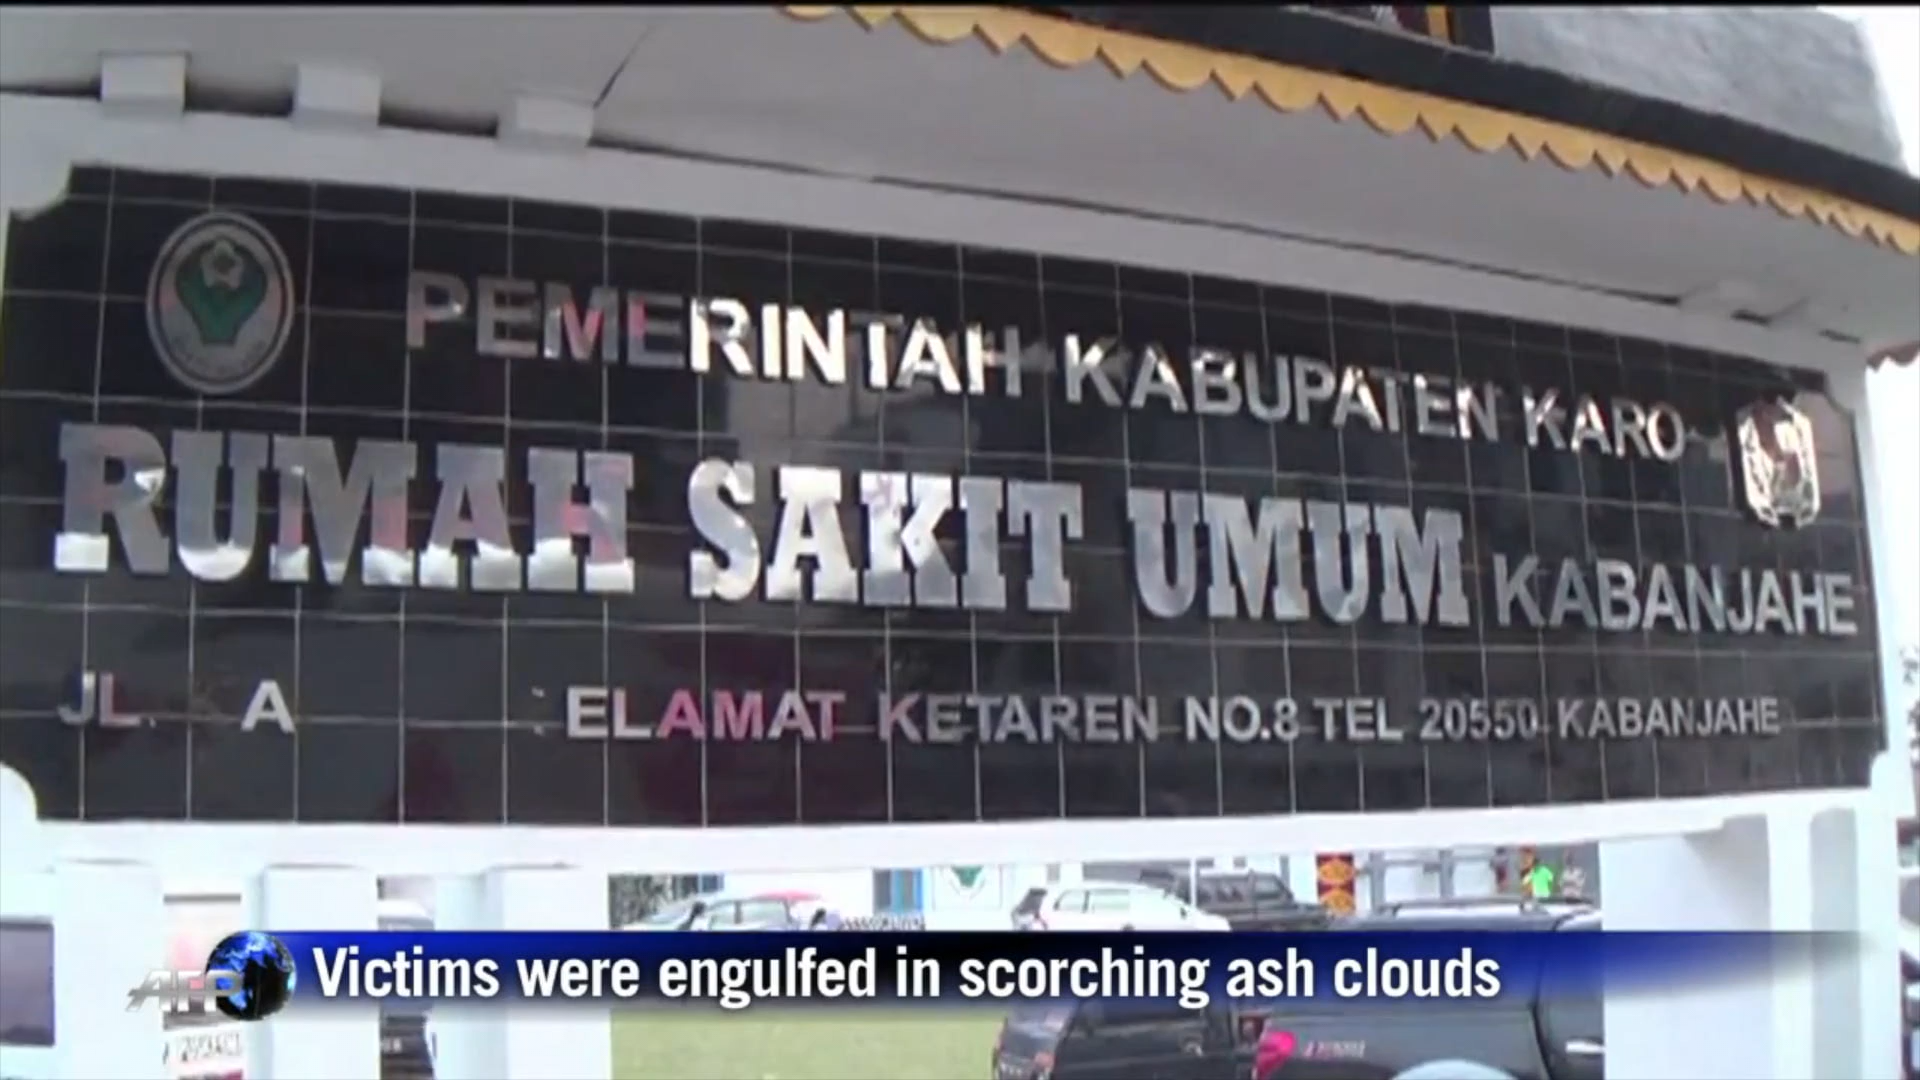 PEMERINTAH KABUPATEN KARO
RUMAH SAKIT UMUM KABANJAHE
JL. A ELAMAT KETAREN NO.8 TEL 20550 KABANJAHE
AFP Victims were engulfed in scorching ash clouds